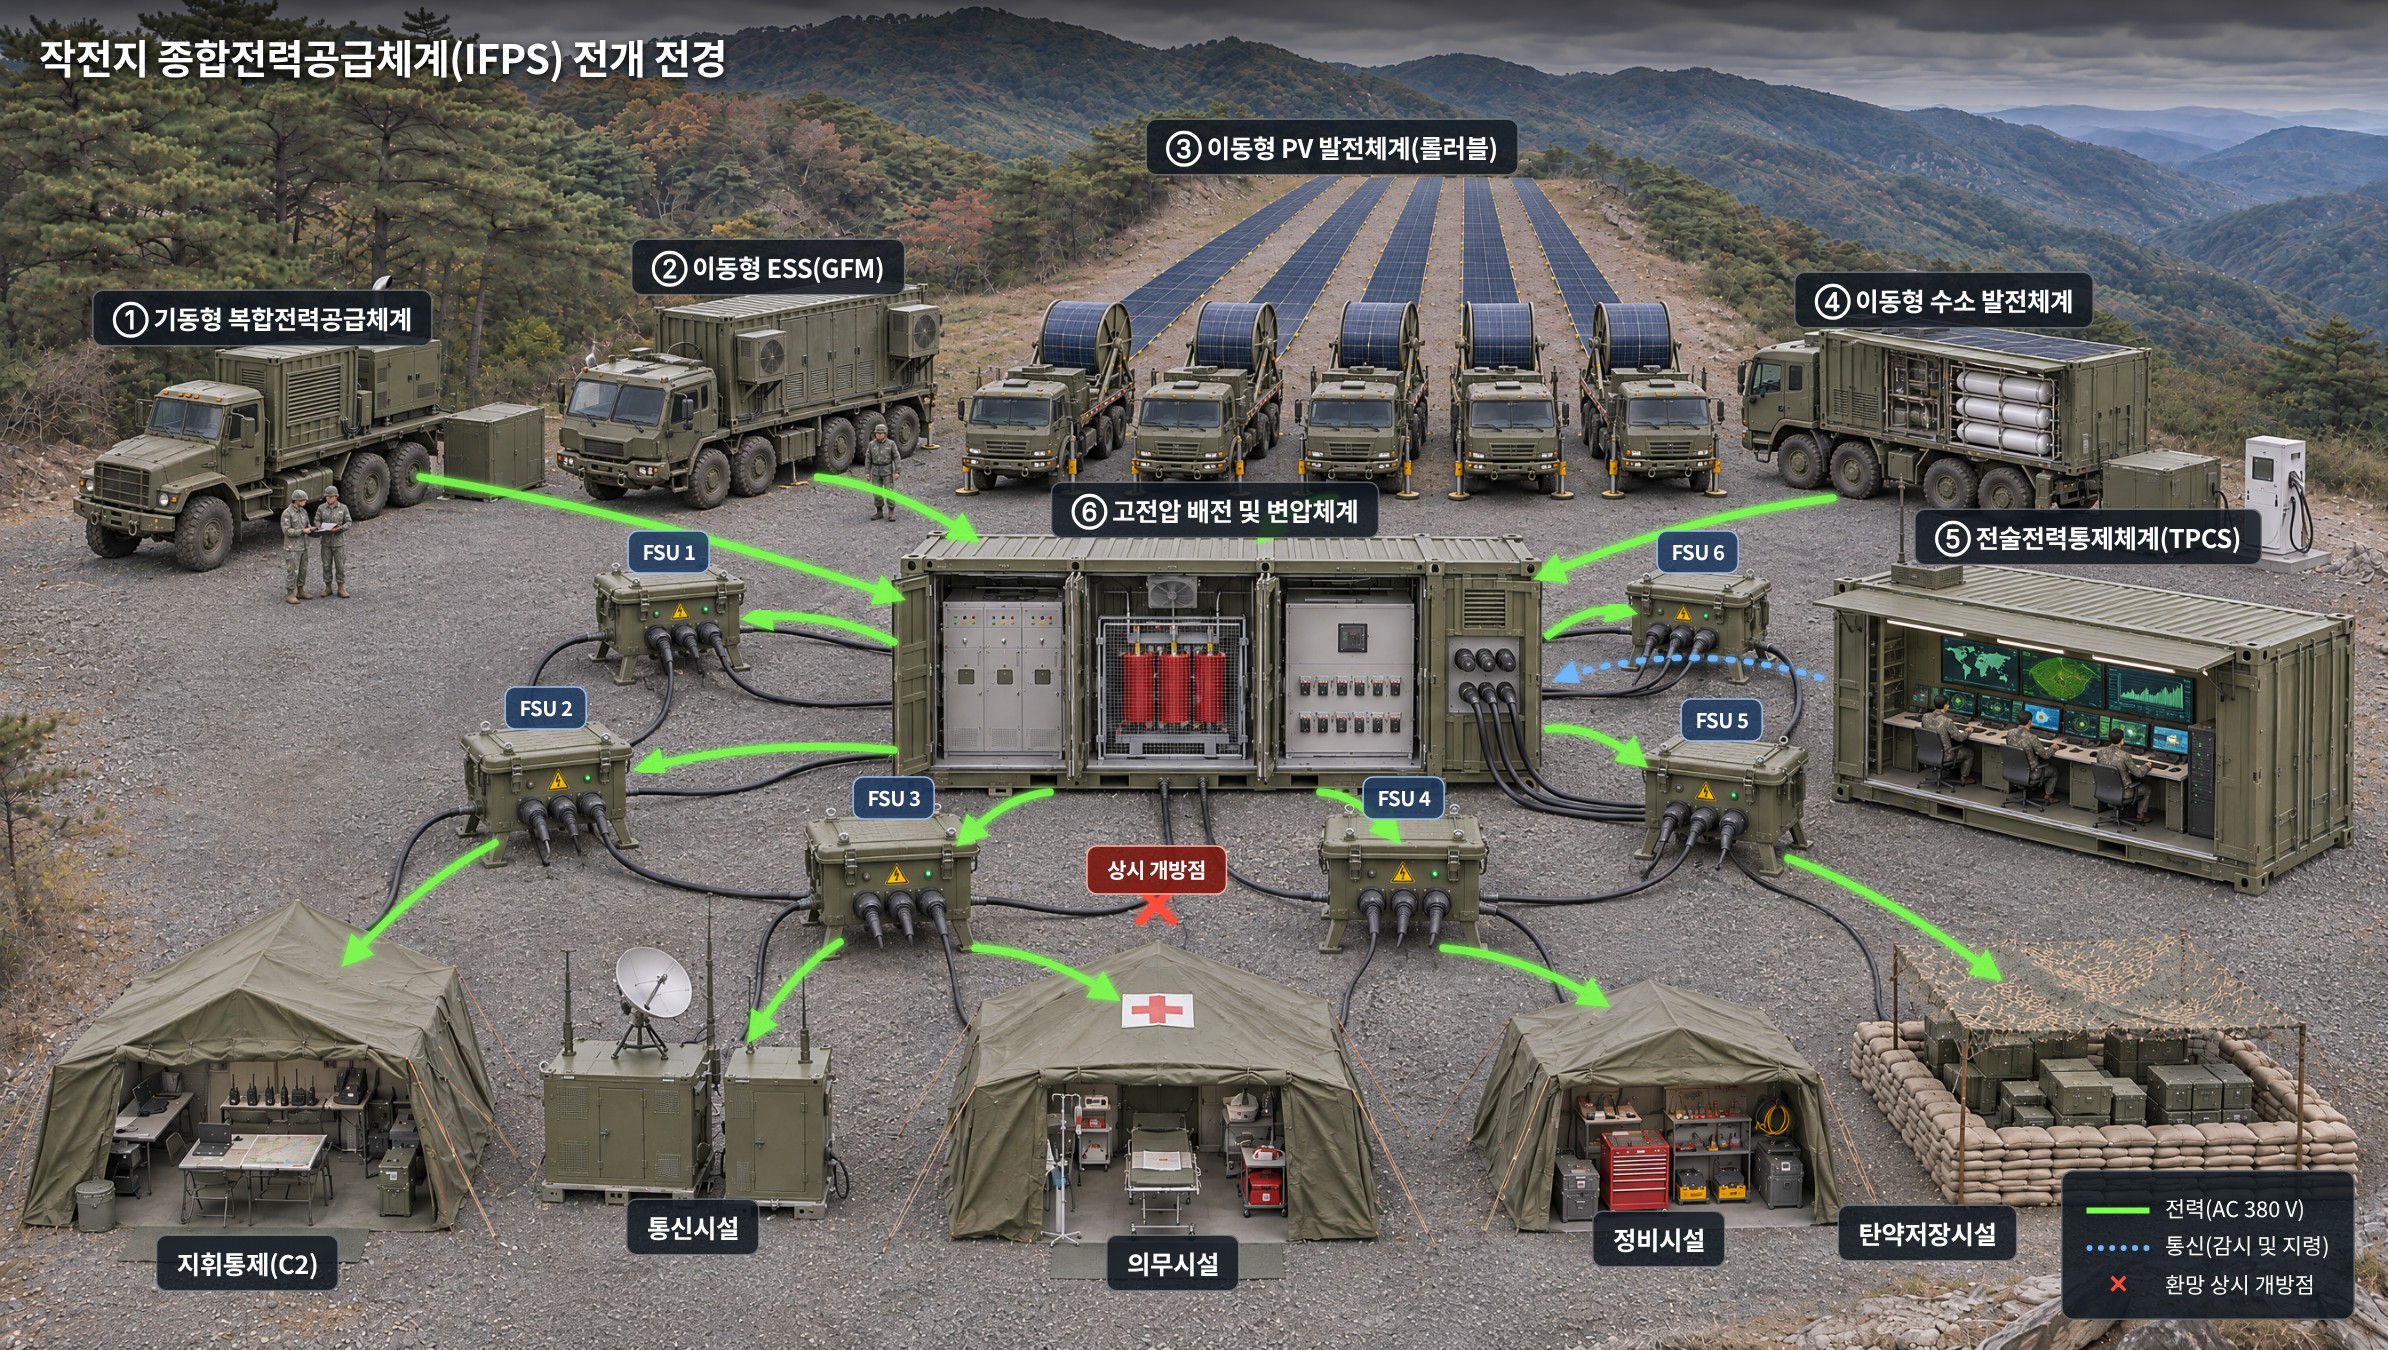 작전지 종합전력공급체계(IFPS) 전개 전경
③ 이동형 PV 발전체계(롤러블)
② 이동형 ESS(GFM)
④ 이동형 수소 발전체계
① 기동형 복합전력공급체계
⑥ 고전압 배전 및 변압체계
⑤ 전술전력통제체계(TPCS)
FSU 1
FSU 6
FSU 2
FSU 5
FSU 3
FSU 4
상시 개방점
지휘통제(C2)
통신시설
의무시설
정비시설
탄약저장시설
전력(AC 380 V)
통신(감시 및 지령)
환망 상시 개방점